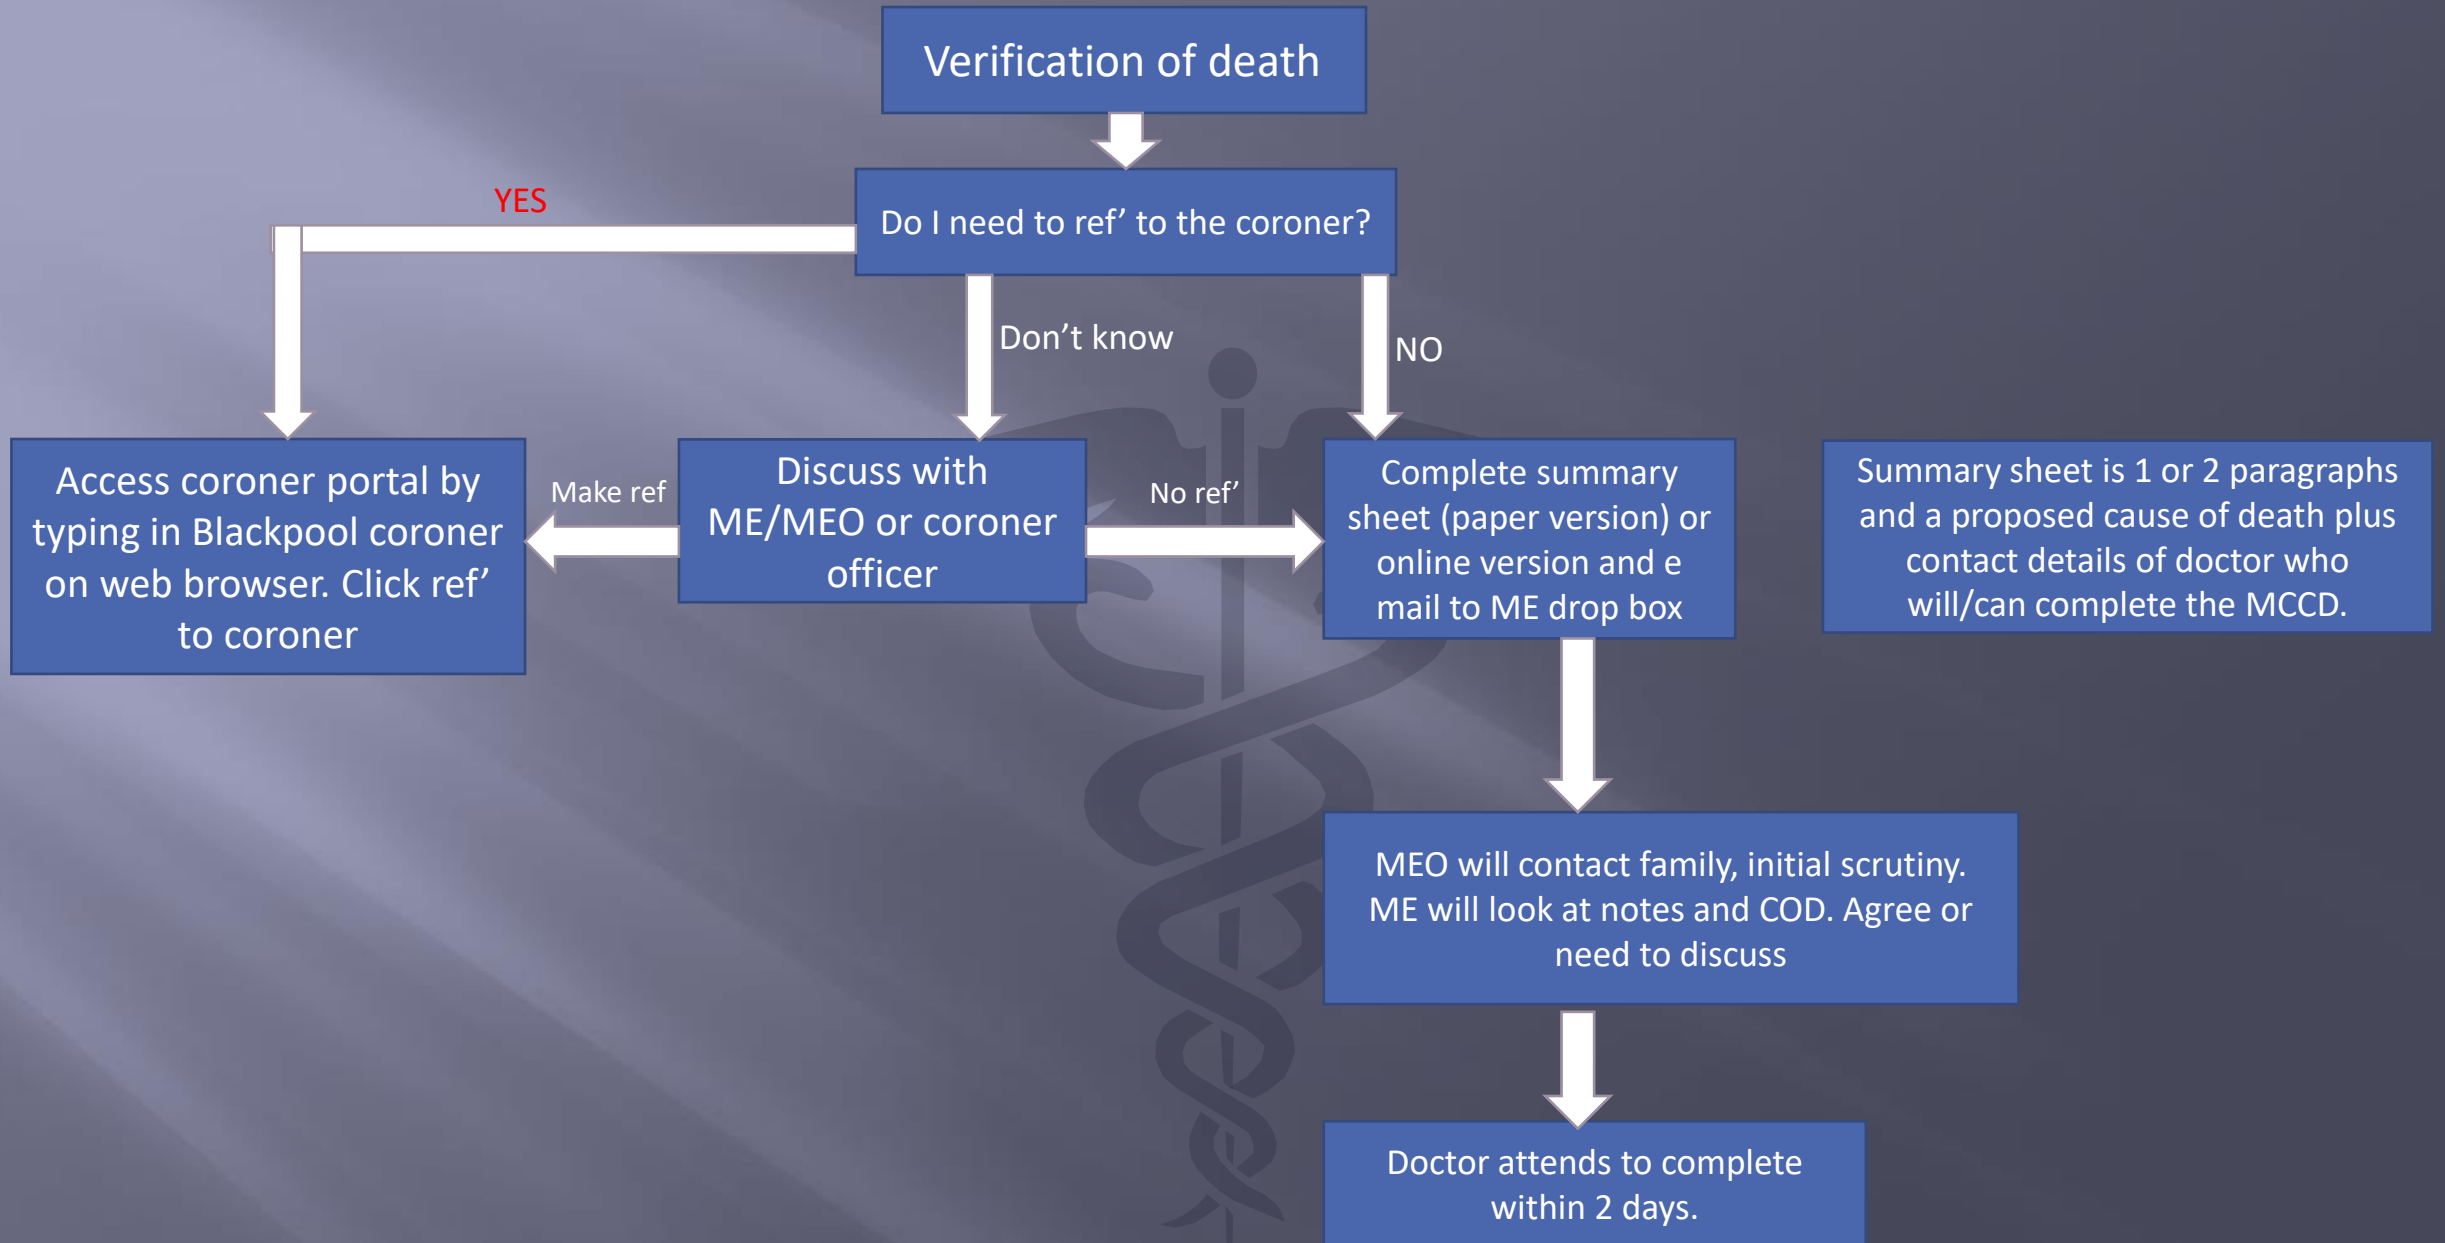 Verification of death
YES
Do I need to ref’ to the coroner?
Don’t know
NO
Access coroner portal by
typing in Blackpool coroner
on web browser. Click ref’
to coroner
Make ref
Discuss with
ME/MEO or coroner
officer
No ref’
Complete summary
sheet (paper version) or
online version and e
mail to ME drop box
Summary sheet is 1 or 2 paragraphs
and a proposed cause of death plus
contact details of doctor who
will/can complete the MCCD.
MEO will contact family, initial scrutiny.
ME will look at notes and COD. Agree or
need to discuss
Doctor attends to complete
within 2 days.